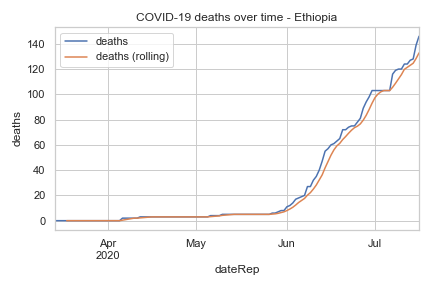 COVID-19 deaths over time - Ethiopia
deaths
deaths (rolling)
deaths
140
120
100
80
60
40
20
0
Apr
2020
May
Jun
Jul
dateRep